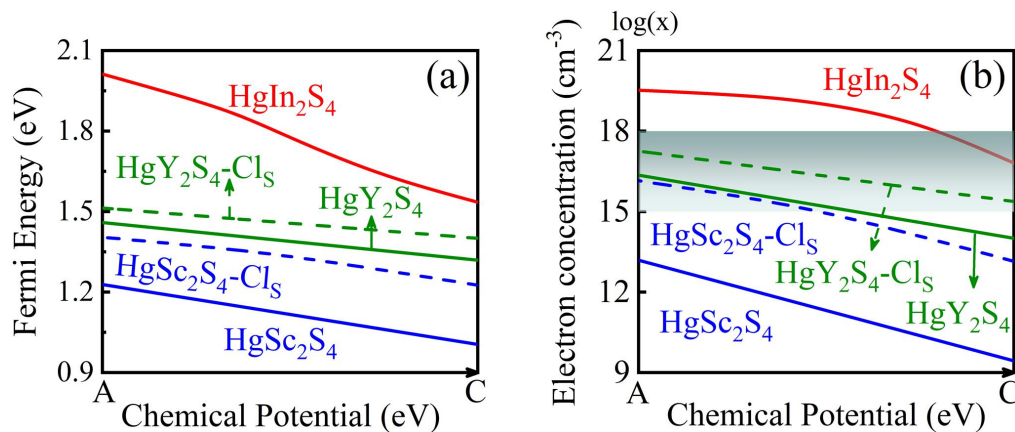 2.1
1.8
1.5
1.2
0.9
Fermi Energy (eV)
(a)
HgIn₂S₄
HgY₂S₄-Clₛ
HgY₂S₄
HgSc₂S₄-Clₛ
HgSc₂S₄
A
C
Chemical Potential (eV)
log(x)
21
18
15
12
9
Electron concentration (cm⁻³)
(b)
HgIn₂S₄
HgSc₂S₄-Clₛ
HgY₂S₄-Clₛ
HgY₂S₄
HgSc₂S₄
A
C
Chemical Potential (eV)